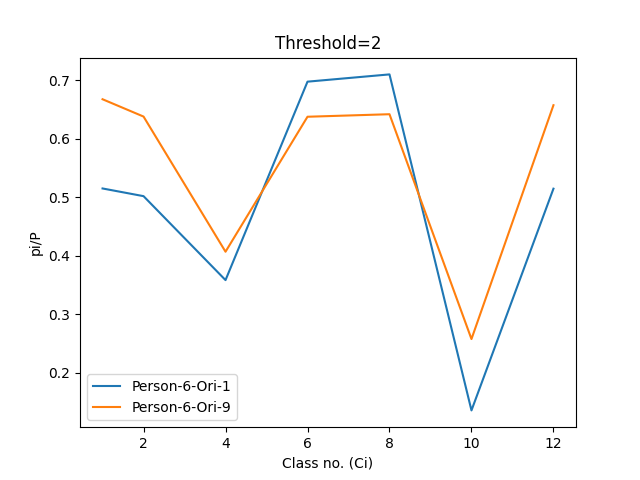 Threshold=2
pi/P
0.7
0.6
0.5
0.4
0.3
0.2
Person-6-Ori-1
Person-6-Ori-9
2 4 6 8 10 12
Class no. (Ci)